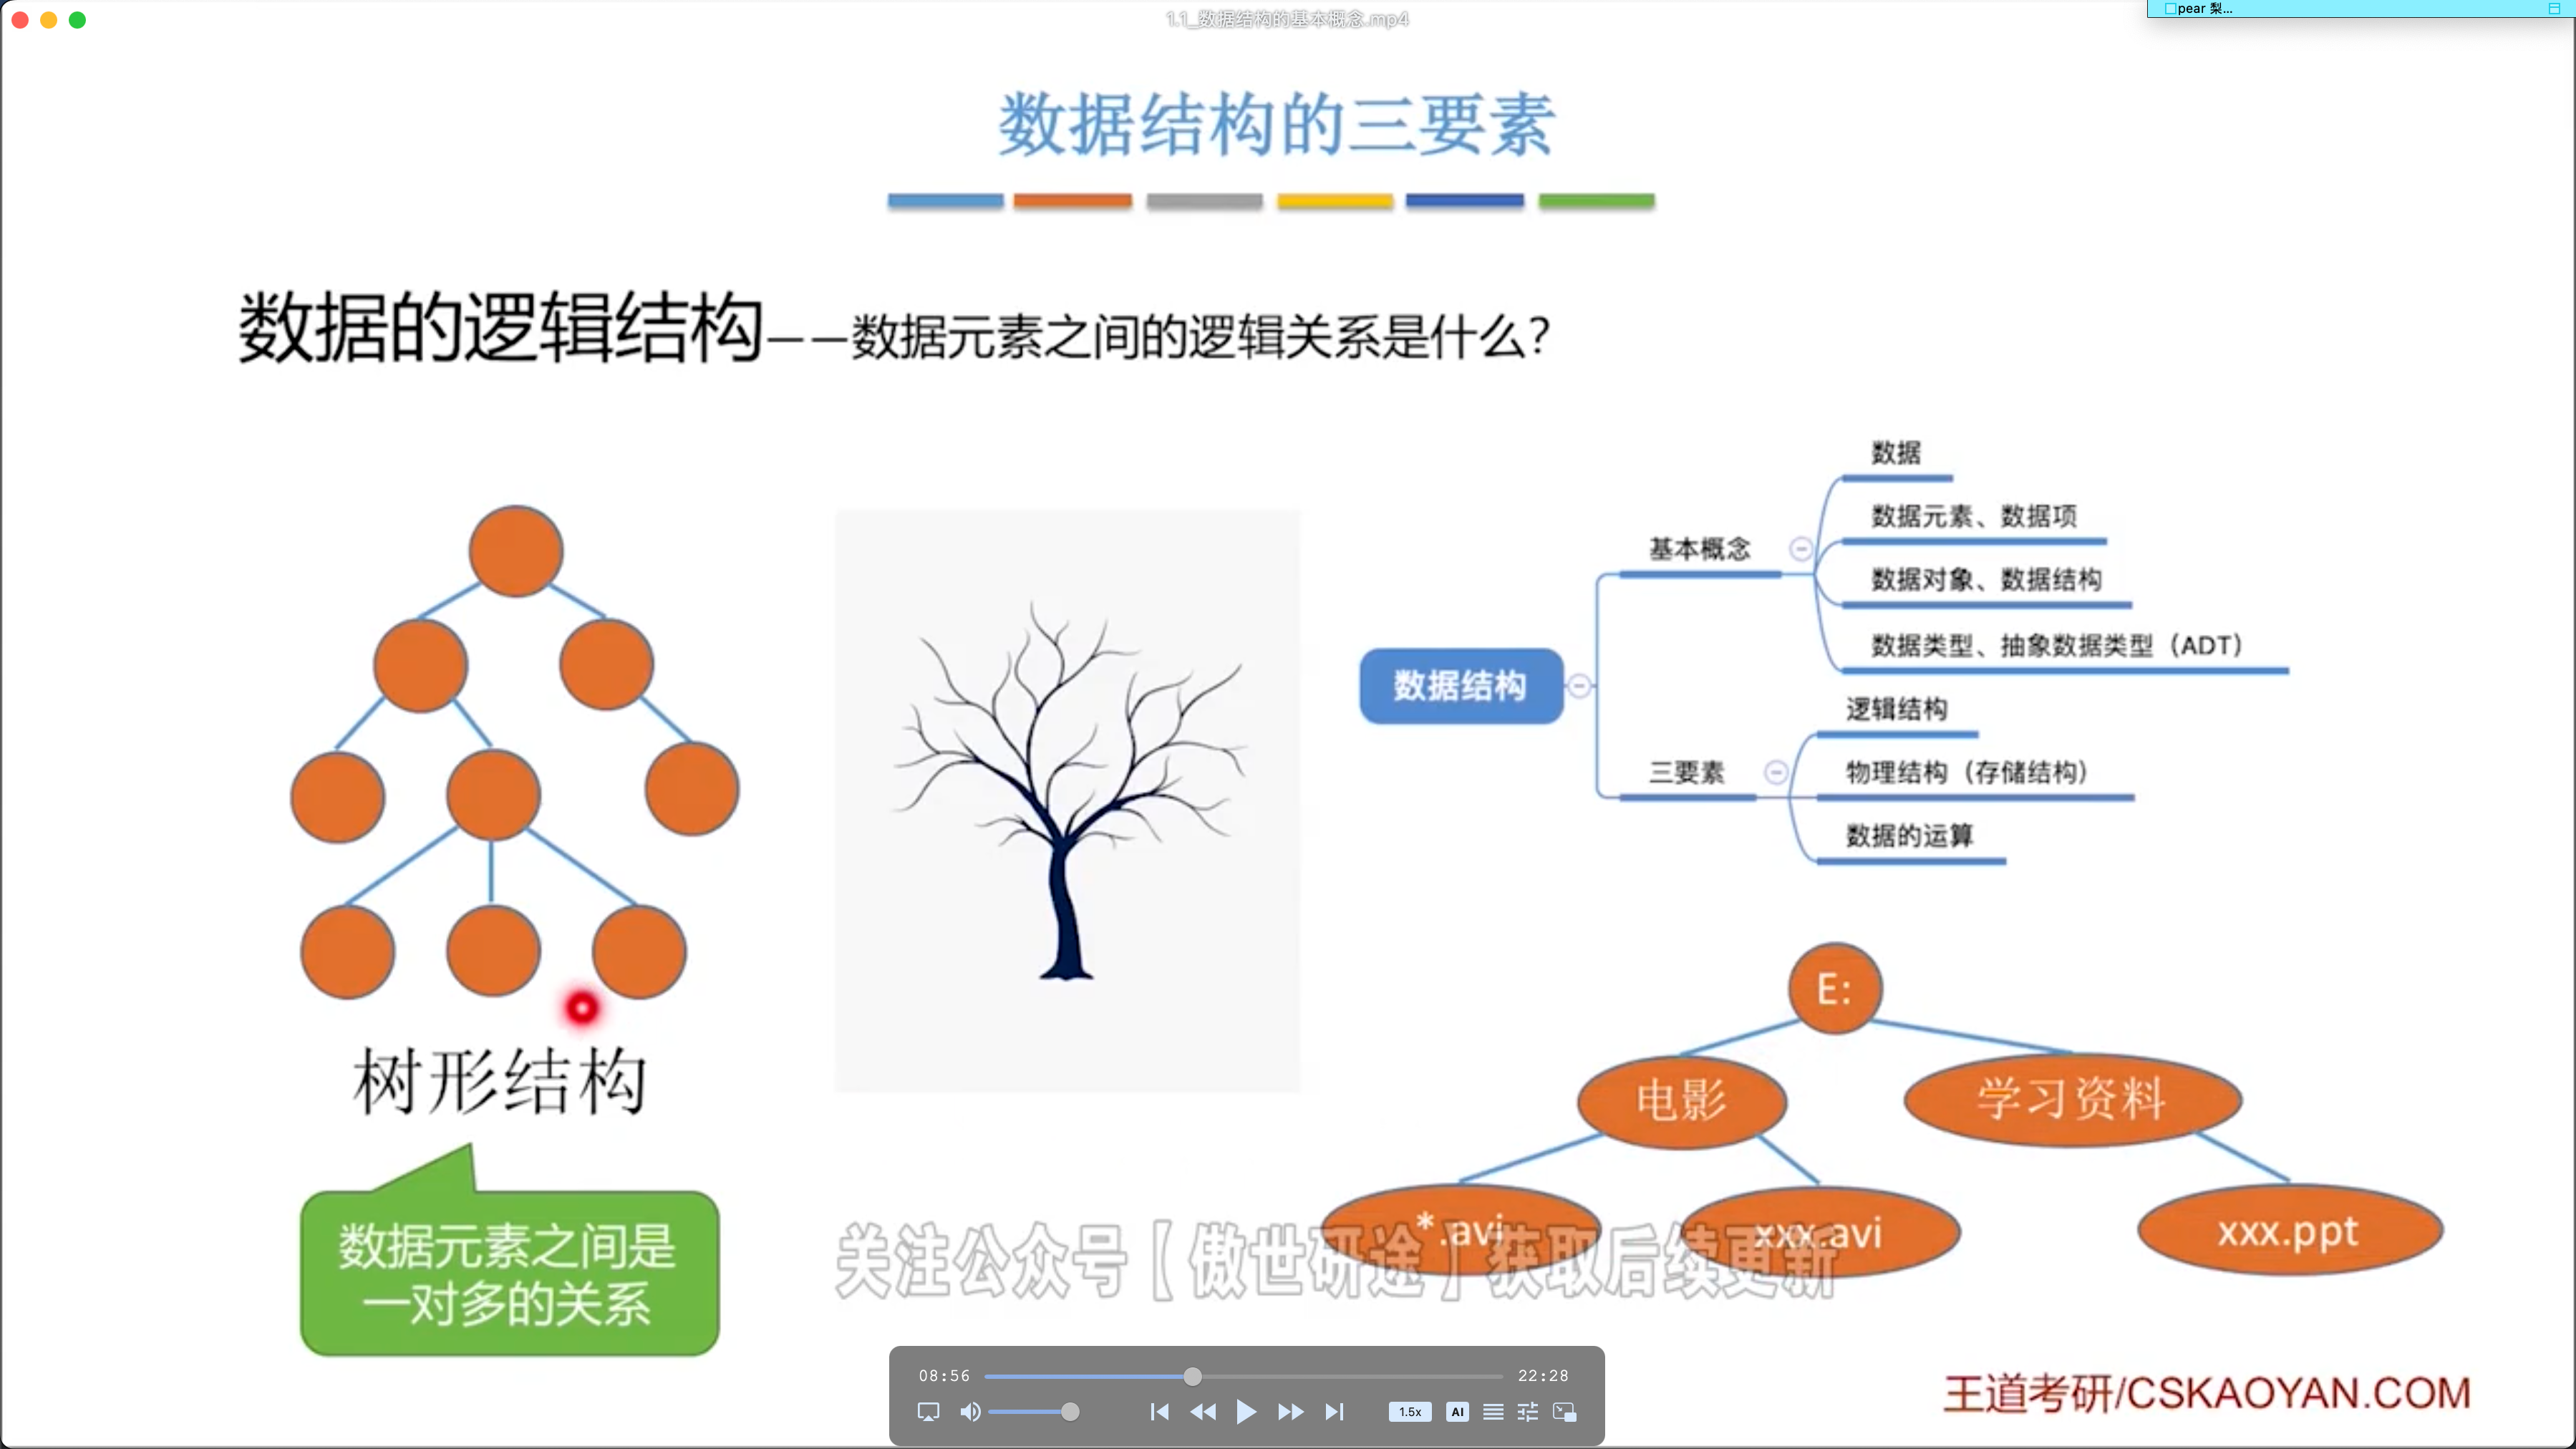 1.1_数据结构的基本概念.mp4
pear 梨...
数据结构的三要素
数据的逻辑结构——数据元素之间的逻辑关系是什么？
数据
数据元素、数据项
基本概念
数据对象、数据结构
数据类型、抽象数据类型（ADT）
数据结构
逻辑结构
三要素
物理结构（存储结构）
数据的运算
树形结构
数据元素之间是
一对多的关系
E:
电影
学习资料
*.avi
xxx.avi
xxx.ppt
关注公众号【傲世研途】获取后续更新
08:56
22:28
1.5x
AI
王道考研/CSKAOYAN.COM